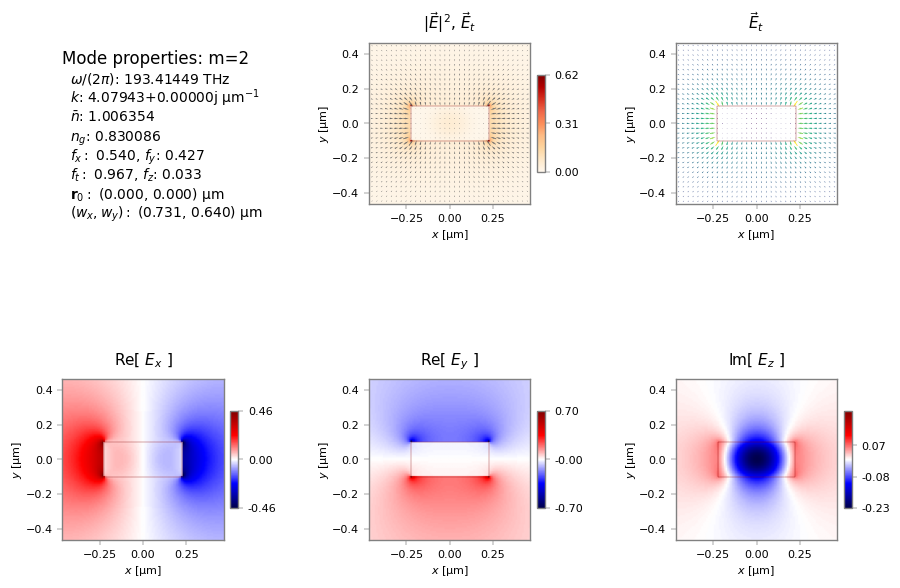 Mode properties: m=2
ω/(2π): 193.41449 THz
k: 4.07943+0.00000j μm⁻¹
n̄: 1.006354
n_g: 0.830086
f_x: 0.540, f_y: 0.427
f_t: 0.967, f_z: 0.033
r₀: (0.000, 0.000) μm
(w_x, w_y): (0.731, 0.640) μm
|E⃗|², E⃗_t
0.4
0.2
0.0
−0.2
−0.4
y [μm]
−0.25 0.00 0.25
x [μm]
0.62
0.31
0.00
E⃗_t
0.4
0.2
0.0
−0.2
−0.4
y [μm]
−0.25 0.00 0.25
x [μm]
Re[ E_x ]
0.4
0.2
0.0
−0.2
−0.4
y [μm]
−0.25 0.00 0.25
x [μm]
0.46
0.00
-0.46
Re[ E_y ]
0.4
0.2
0.0
−0.2
−0.4
y [μm]
−0.25 0.00 0.25
x [μm]
0.70
-0.00
-0.70
Im[ E_z ]
0.4
0.2
0.0
−0.2
−0.4
y [μm]
−0.25 0.00 0.25
x [μm]
0.07
-0.08
-0.23